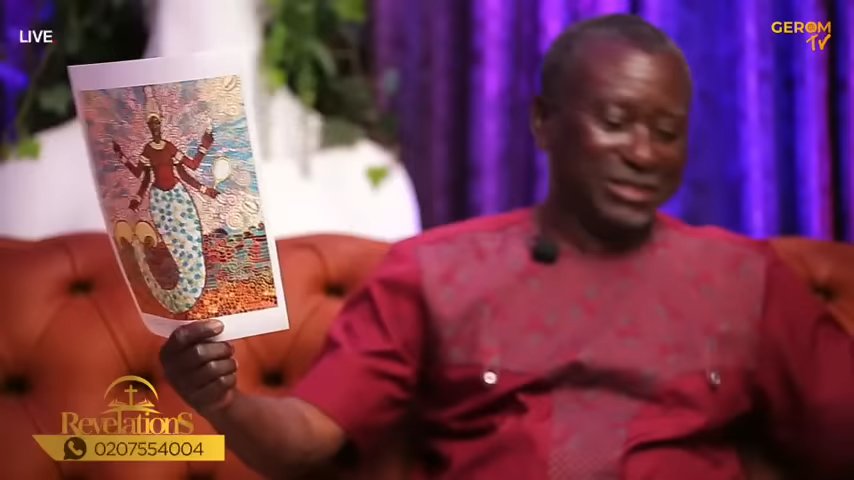 LIVE
GEROM
TV
Revelations
0207554004